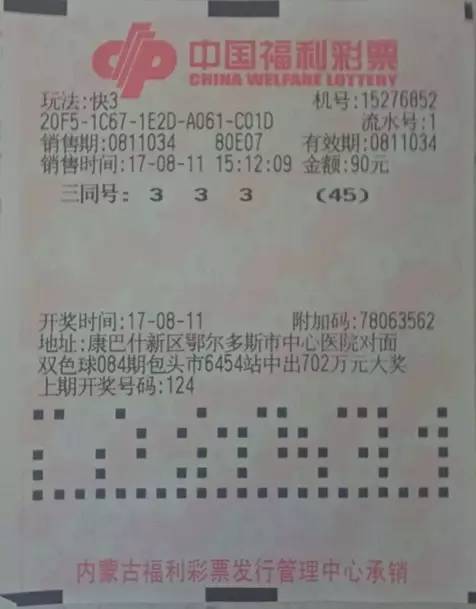 中国福利彩票
CHINA WELFARE LOTTERY
玩法:快3 机号:15276852
20F5-1C67-1E2D-A061-C01D 流水号:1
销售期:0811034 80E07 有效期:0811034
销售时间:17-08-11 15:12:09 金额:90元
三同号: 3 3 3 (45)
开奖时间:17-08-11 附加码:78063562
地址:康巴什新区鄂尔多斯市中心医院对面
双色球084期包头市6454站中出702万元大奖
上期开奖号码:124
内蒙古福利彩票发行管理中心承销